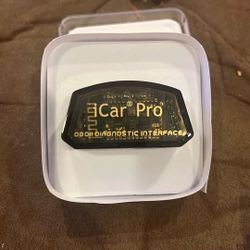 iCar® Pro®
OBDII DIAGNOSTIC INTERFACE